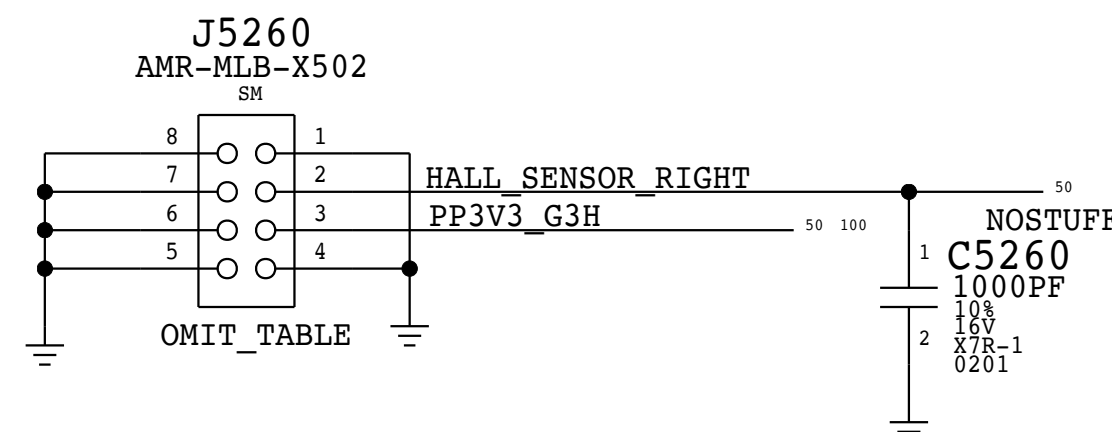 J5260
AMR-MLB-X502
SM
8 1
7 2 HALL_SENSOR_RIGHT 50
6 3 PP3V3_G3H 50 100
5 4
OMIT_TABLE
NOSTUFF
1 C5260
1000PF
10%
16V
2 X7R-1
0201